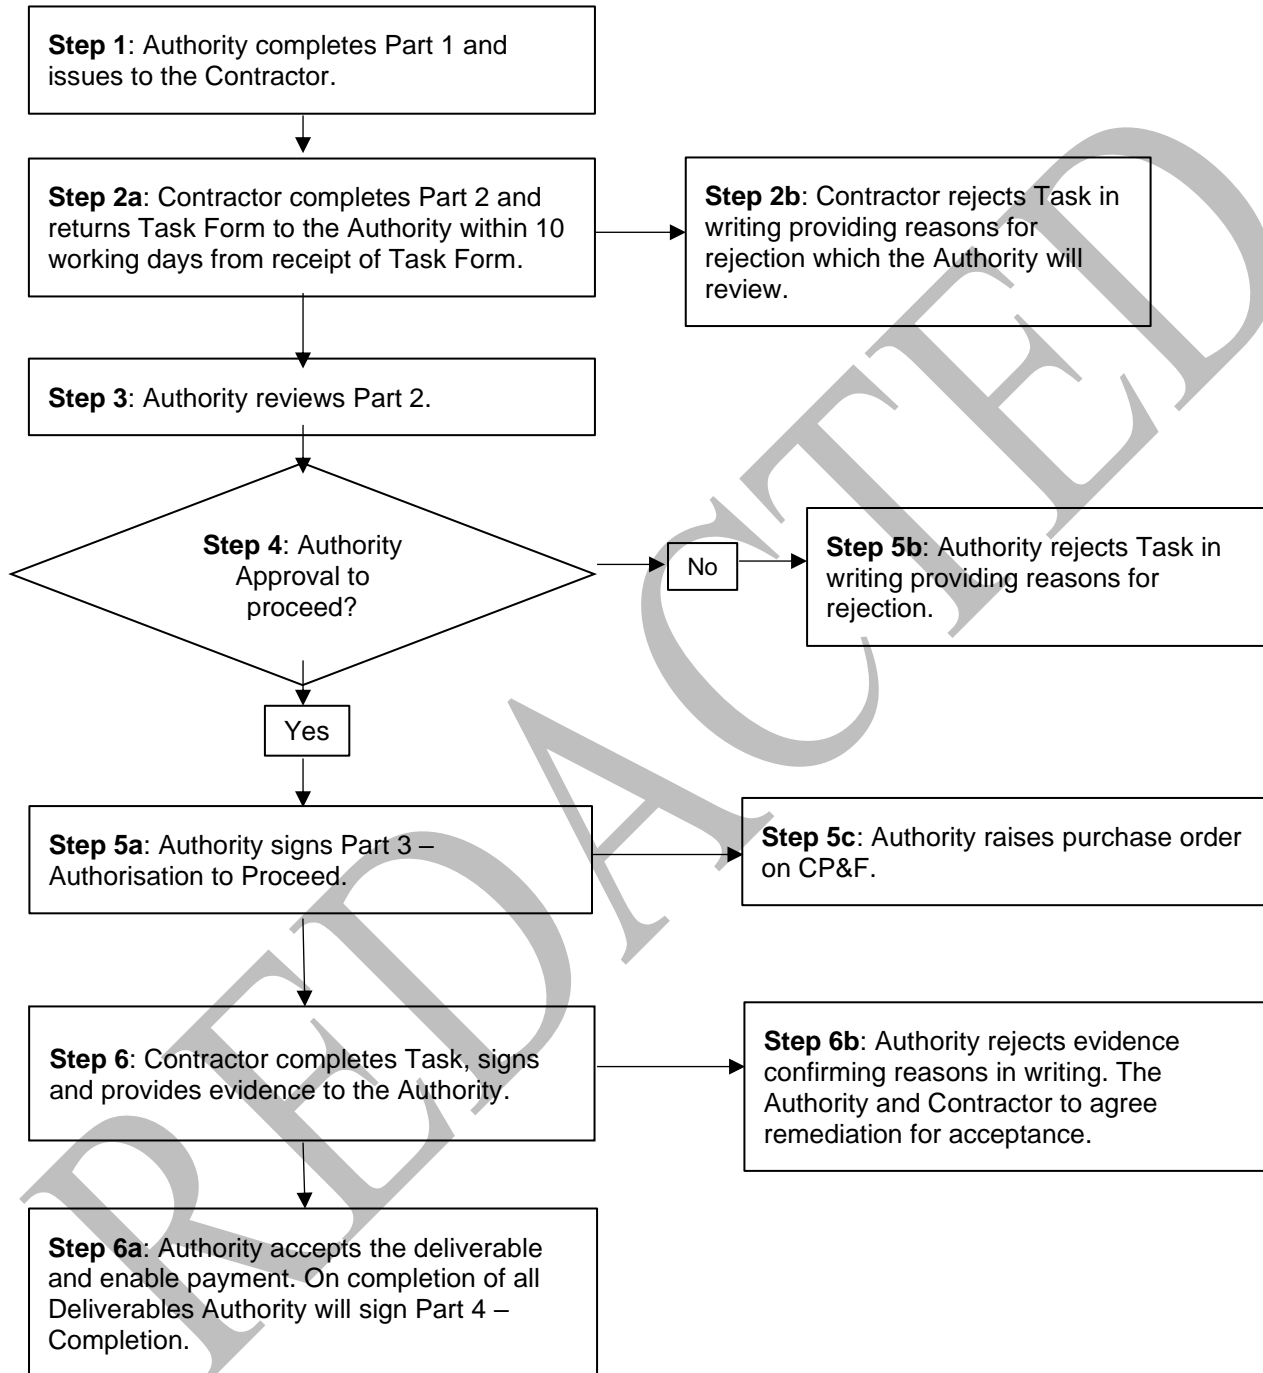 Step 1: Authority completes Part 1 and
issues to the Contractor.
Step 2a: Contractor completes Part 2 and
returns Task Form to the Authority within 10
working days from receipt of Task Form.
Step 2b: Contractor rejects Task in
writing providing reasons for
rejection which the Authority will
review.
Step 3: Authority reviews Part 2.
Step 4: Authority
Approval to
proceed?
No
Step 5b: Authority rejects Task in
writing providing reasons for
rejection.
Yes
Step 5a: Authority signs Part 3 –
Authorisation to Proceed.
Step 5c: Authority raises purchase order
on CP&F.
Step 6: Contractor completes Task, signs
and provides evidence to the Authority.
Step 6b: Authority rejects evidence
confirming reasons in writing. The
Authority and Contractor to agree
remediation for acceptance.
Step 6a: Authority accepts the deliverable
and enable payment. On completion of all
Deliverables Authority will sign Part 4 –
Completion.
REDACTED